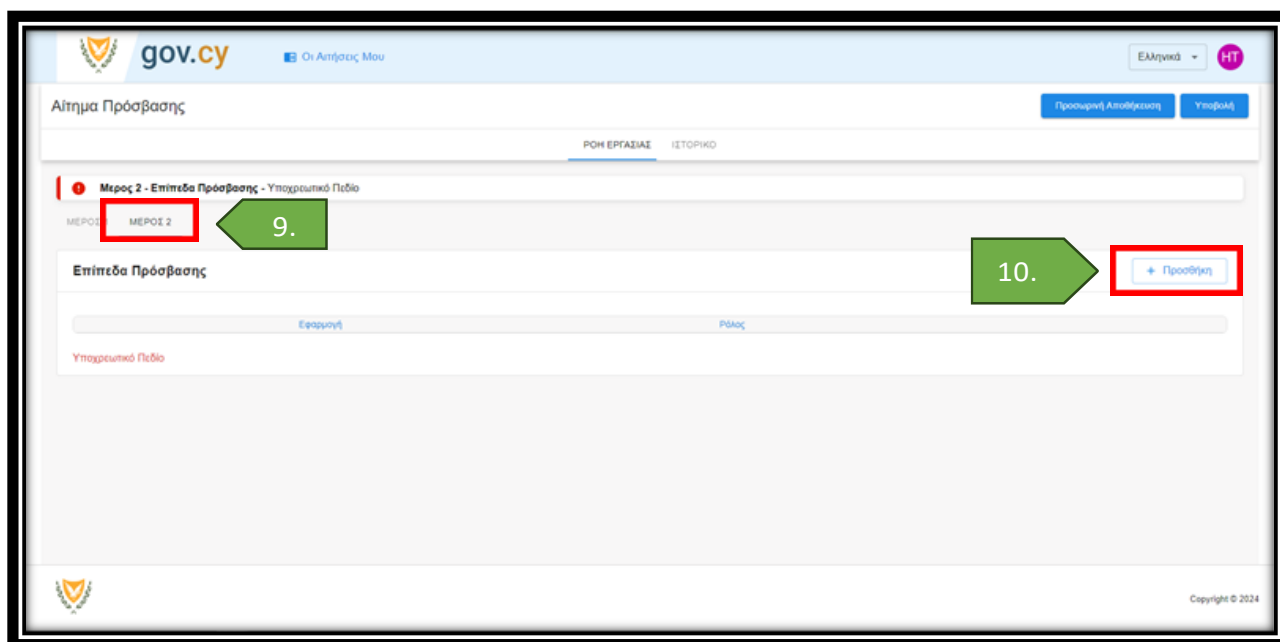 gov.cy Οι Αιτήσεις Μου Ελληνικά HT
Αίτημα Πρόσβασης Προσωρινή Αποθήκευση Υποβολή
ΡΟΗ ΕΡΓΑΣΙΑΣ ΙΣΤΟΡΙΚΟ
Μερος 2 - Επίπεδα Πρόσβασης - Υποχρεωτικό Πεδίο
ΜΕΡΟΣ ΜΕΡΟΣ 2 9.
Επίπεδα Πρόσβασης 10. + Προσθήκη
Εφαρμογή Ρόλος
Υποχρεωτικό Πεδίο
Copyright © 2024